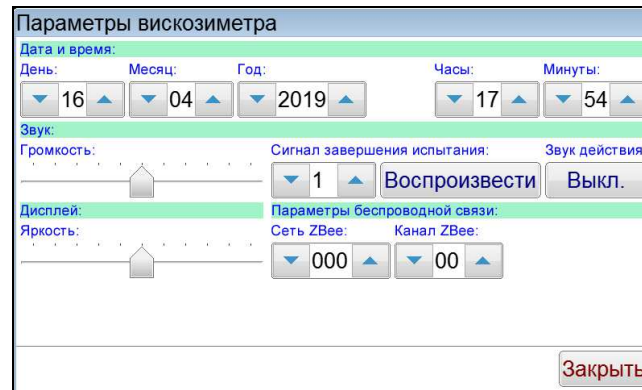 Параметры вискозиметра
Дата и время:
День: Месяц: Год: Часы: Минуты:
16 04 2019 17 54
Звук:
Громкость: Сигнал завершения испытания: Звук действия
1 Воспроизвести Выкл.
Дисплей: Параметры беспроводной связи:
Яркость: Сеть ZBee: Канал ZBee:
000 00
Закрыть